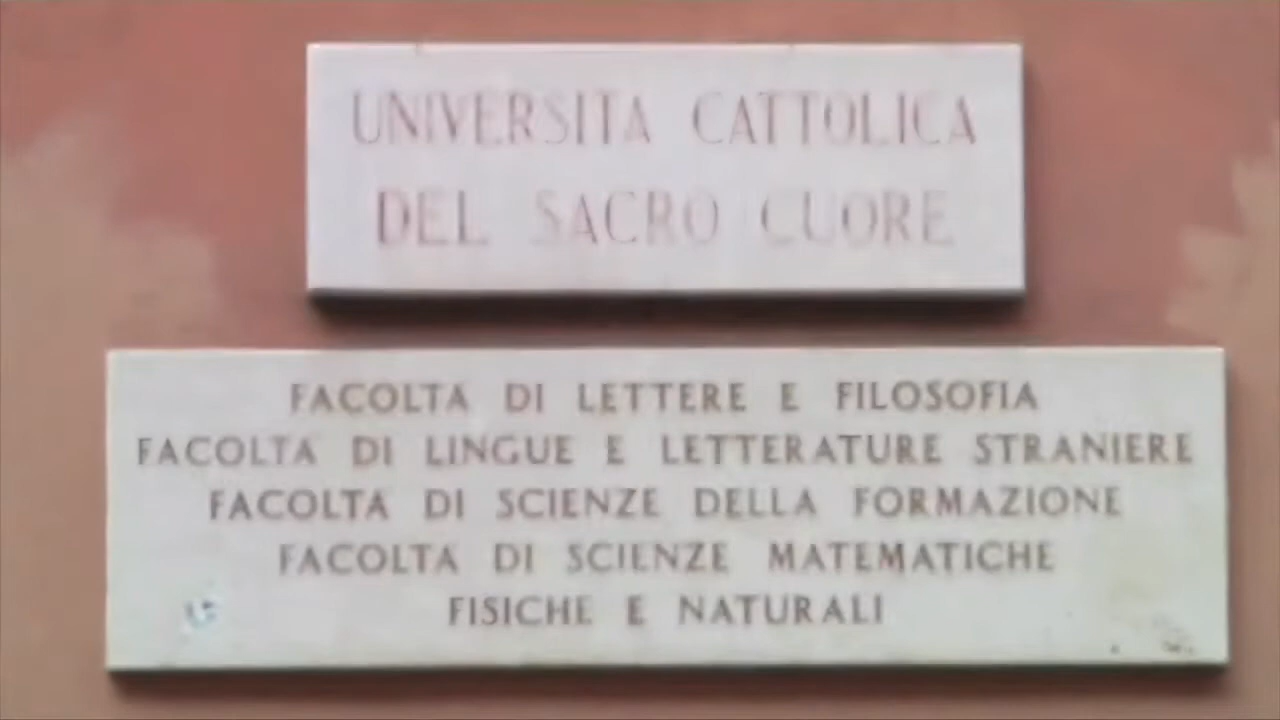 UNIVERSITA CATTOLICA
DEL SACRO CUORE
FACOLTA DI LETTERE E FILOSOFIA
FACOLTA DI LINGUE E LETTERATURE STRANIERE
FACOLTA DI SCIENZE DELLA FORMAZIONE
FACOLTA DI SCIENZE MATEMATICHE
FISICHE E NATURALI